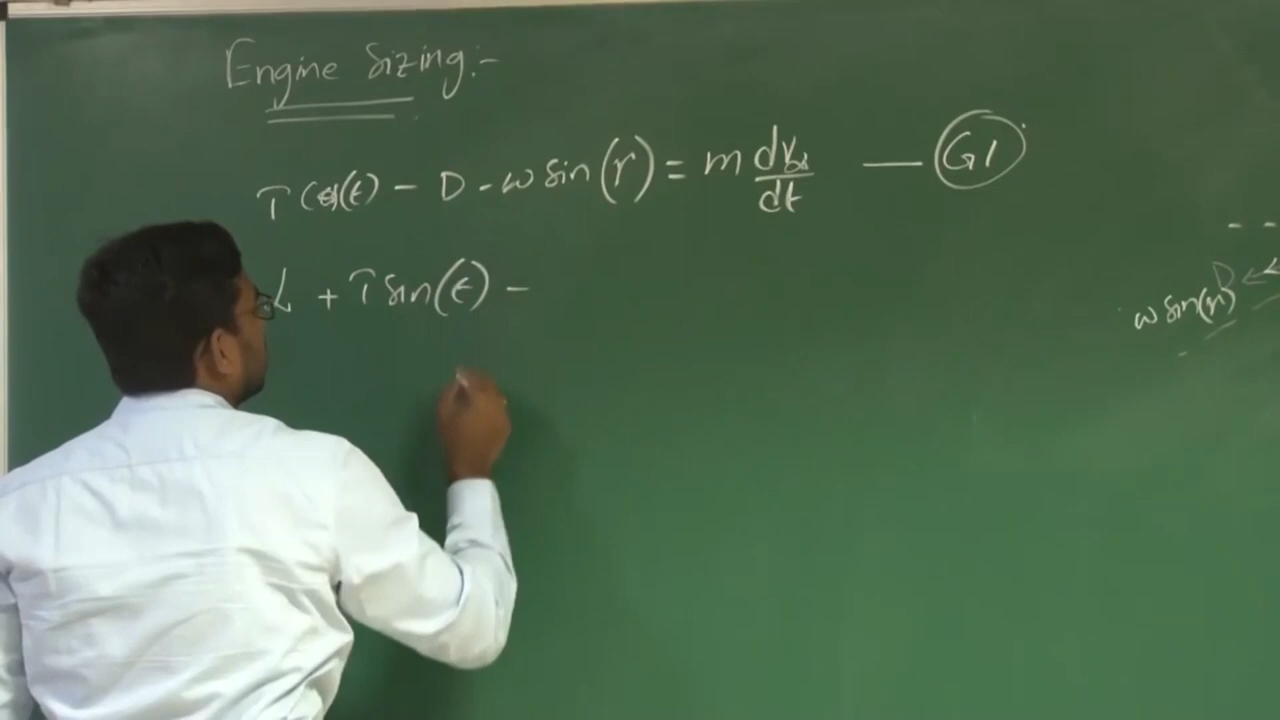 Engine Sizing:-
T cos(ϵ) - D - w sin(r) = m dV∞/dt — G1
L + T sin(ϵ) -
D
w sin(r)